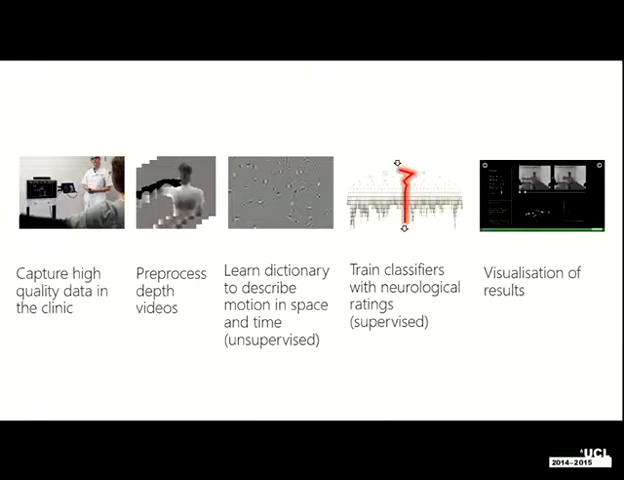 Capture high
quality data in
the clinic
Preprocess
depth
videos
Learn dictionary
to describe
motion in space
and time
(unsupervised)
Train classifiers
with neurological
ratings
(supervised)
Visualisation of
results
UCL
2014-2015